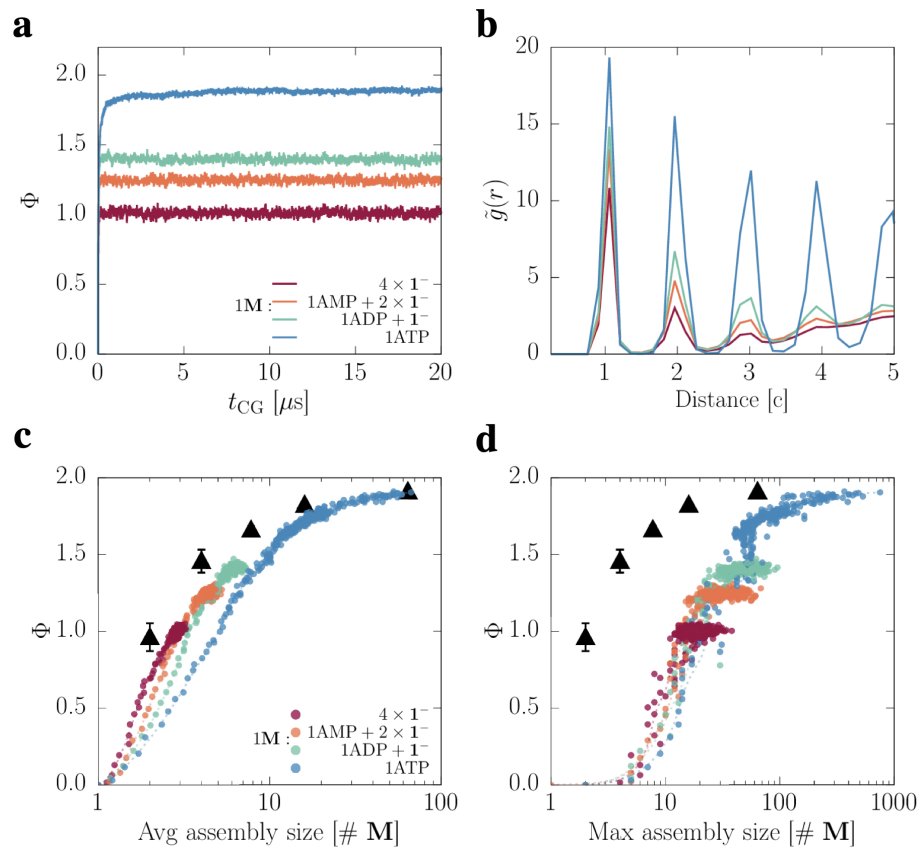 a
2.0
1.5
1.0
0.5
0.0
Φ
0 5 10 15 20
t_CG [μs]
1M :
4 × 1⁻
1AMP + 2 × 1⁻
1ADP + 1⁻
1ATP
b
20
15
10
5
0
g̃(r)
1 2 3 4 5
Distance [c]
c
2.0
1.5
1.0
0.5
0.0
Φ
1 10 100
Avg assembly size [# M]
1M :
4 × 1⁻
1AMP + 2 × 1⁻
1ADP + 1⁻
1ATP
d
2.0
1.5
1.0
0.5
0.0
Φ
1 10 100 1000
Max assembly size [# M]